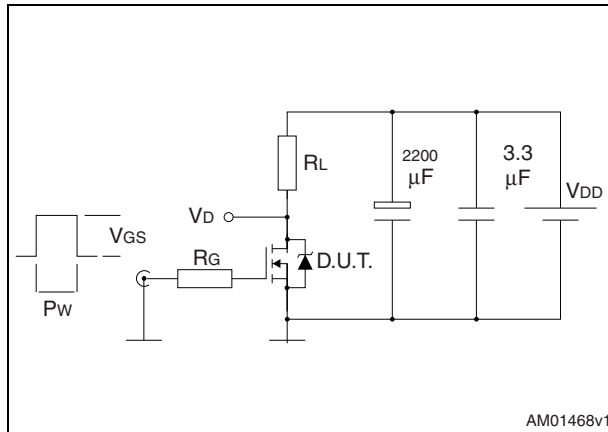 RL
2200
μF
3.3
μF
VDD
VD
VGS
RG
D.U.T.
PW
AM01468v1